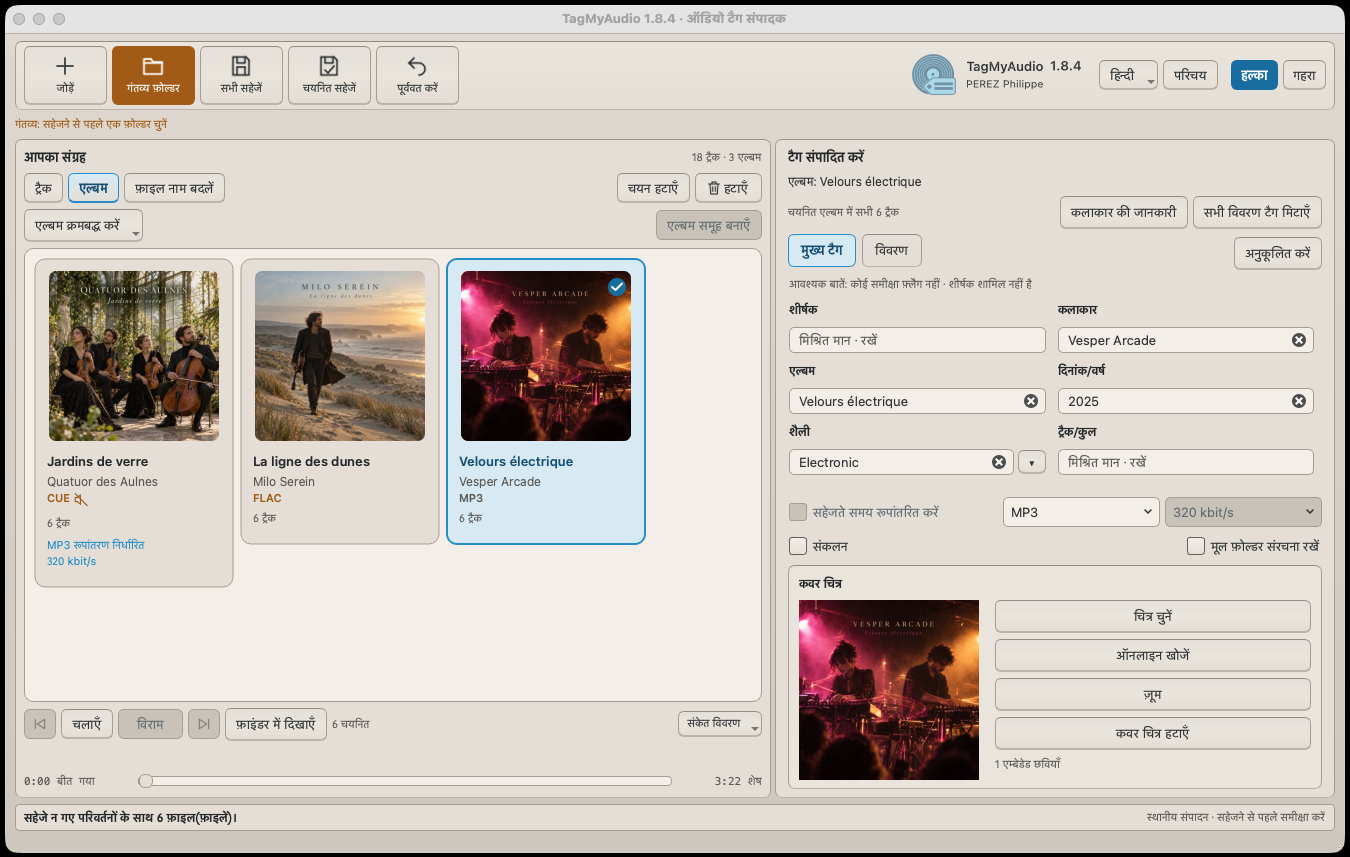 TagMyAudio 1.8.4 · ऑडियो टैग संपादक
जोड़ें
गंतव्य फ़ोल्डर
सभी सहेजें
चयनित सहेजें
पूर्ववत करें
TagMyAudio 1.8.4
PEREZ Philippe
हिन्दी
परिचय
हल्का
गहरा
गंतव्य: सहेजने से पहले एक फ़ोल्डर चुनें
आपका संग्रह
18 ट्रैक · 3 एल्बम
ट्रैक
एल्बम
फ़ाइल नाम बदलें
चयन हटाएँ
हटाएँ
एल्बम क्रमबद्ध करें
एल्बम समूह बनाएँ
QUATUOR DES AULNES
Jardins de verre
Jardins de verre
Quatuor des Aulnes
CUE
6 ट्रैक
MP3 रूपांतरण निर्धारित
320 kbit/s
MILO SEREIN
La ligne des dunes
La ligne des dunes
Milo Serein
FLAC
6 ट्रैक
VESPER ARCADE
Velours électrique
Velours électrique
Vesper Arcade
MP3
6 ट्रैक
चलाएँ
विराम
फ़ाइंडर में दिखाएँ
6 चयनित
संकेत विवरण
0:00 बीत गया
3:22 शेष
टैग संपादित करें
एल्बम: Velours électrique
चयनित एल्बम में सभी 6 ट्रैक
कलाकार की जानकारी
सभी विवरण टैग मिटाएँ
मुख्य टैग
विवरण
अनुकूलित करें
आवश्यक बातें: कोई समीक्षा फ़्लैग नहीं · शीर्षक शामिल नहीं है
शीर्षक
कलाकार
मिश्रित मान · रखें
Vesper Arcade
एल्बम
दिनांक/वर्ष
Velours électrique
2025
शैली
ट्रैक/कुल
Electronic
मिश्रित मान · रखें
सहेजते समय रूपांतरित करें
MP3
320 kbit/s
संकलन
मूल फ़ोल्डर संरचना रखें
कवर चित्र
VESPER ARCADE
Velours électrique
चित्र चुनें
ऑनलाइन खोजें
ज़ूम
कवर चित्र हटाएँ
1 एम्बेडेड छवियाँ
सहेजे न गए परिवर्तनों के साथ 6 फ़ाइल(फ़ाइलें)।
स्थानीय संपादन · सहेजने से पहले समीक्षा करें